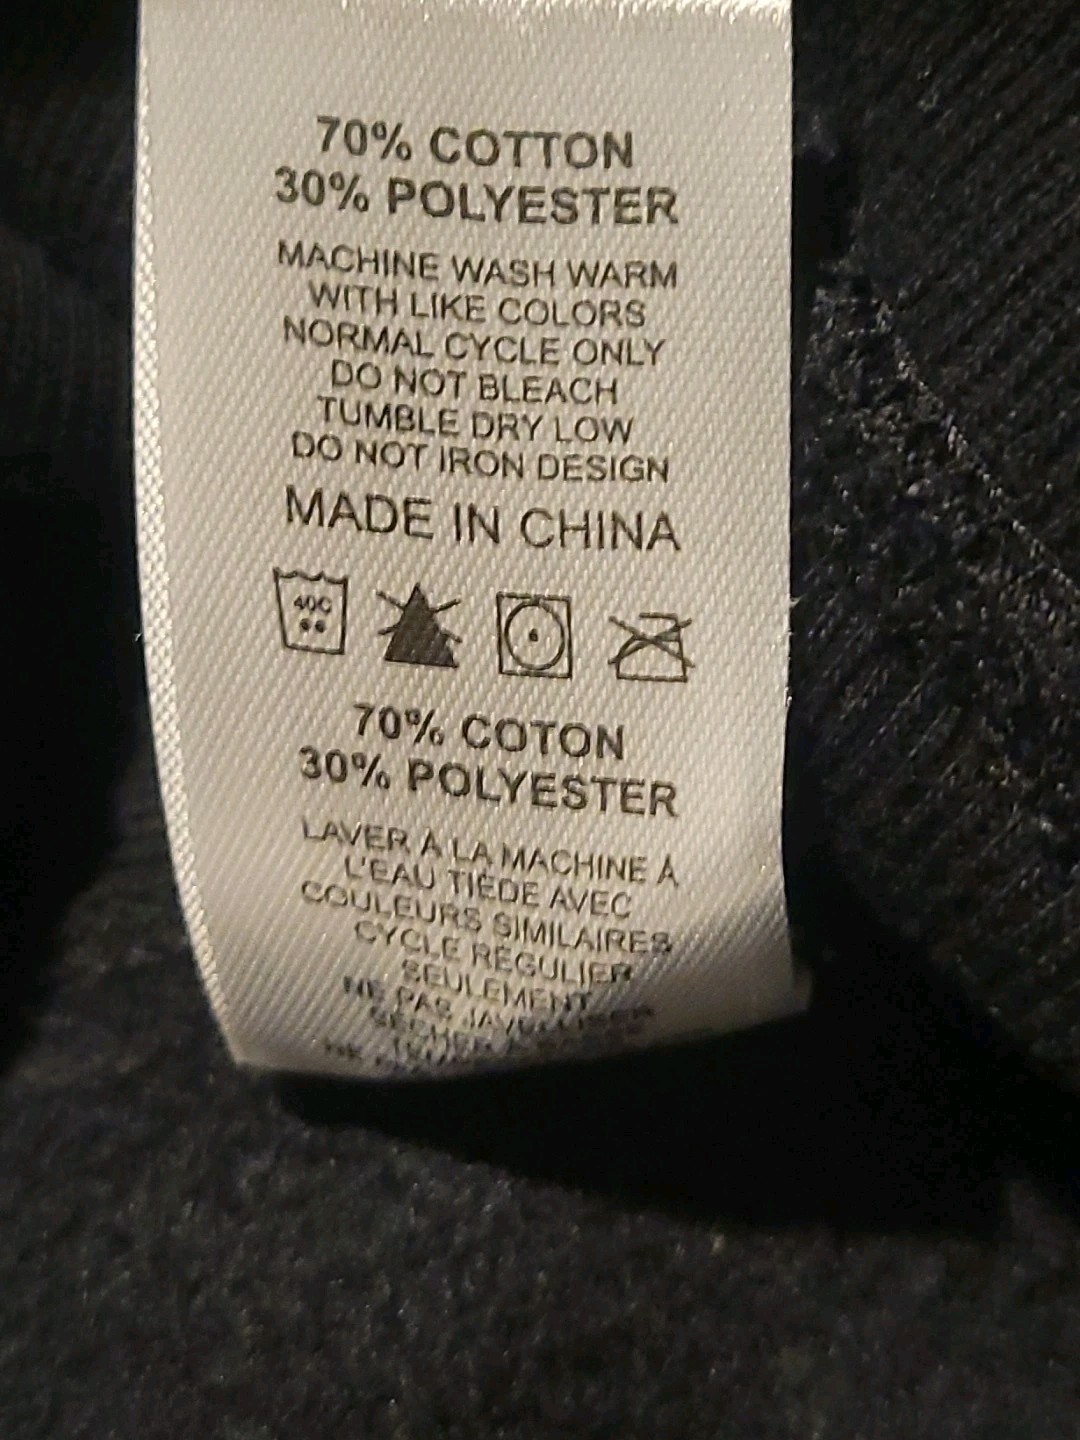 70% COTTON
30% POLYESTER
MACHINE WASH WARM
WITH LIKE COLORS
NORMAL CYCLE ONLY
DO NOT BLEACH
TUMBLE DRY LOW
DO NOT IRON DESIGN
MADE IN CHINA
40C
70% COTON
30% POLYESTER
LAVER À LA MACHINE À
L'EAU TIÈDE AVEC
COULEURS SIMILAIRES
CYCLE RÉGULIER
SEULEMENT
NE PAS JAVELLISER
SÉCHER